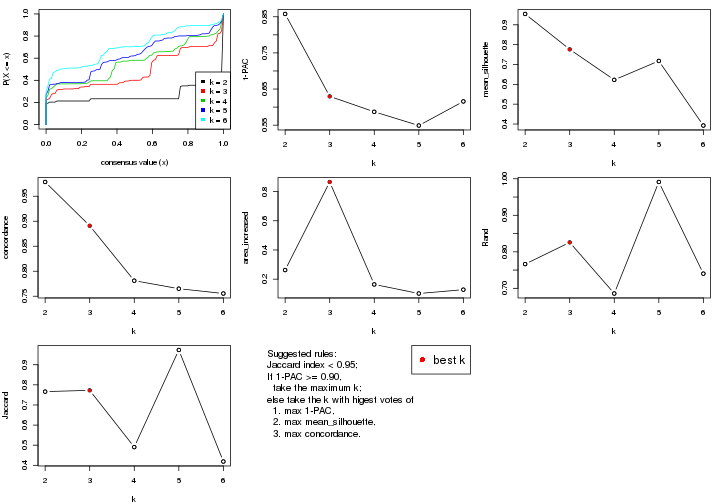 P(X <= x)
1.0
0.8
0.6
0.4
0.2
0.0
0.0 0.2 0.4 0.6 0.8 1.0
consensus value (x)
k = 2
k = 3
k = 4
k = 5
k = 6
1-PAC
0.85
0.75
0.65
0.55
2 3 4 5 6
k
mean_silhouette
0.9
0.8
0.7
0.6
0.5
0.4
2 3 4 5 6
k
concordance
0.95
0.90
0.85
0.80
0.75
2 3 4 5 6
k
area_increased
0.8
0.6
0.4
0.2
2 3 4 5 6
k
Rand
1.00
0.90
0.80
0.70
2 3 4 5 6
k
Jaccard
0.9
0.8
0.7
0.6
0.5
0.4
2 3 4 5 6
k
Suggested rules:
Jaccard index < 0.95;
If 1-PAC >= 0.90,
take the maximum k;
else take the k with higest votes of
1. max 1-PAC,
2. max mean_silhouette,
3. max concordance.
best k